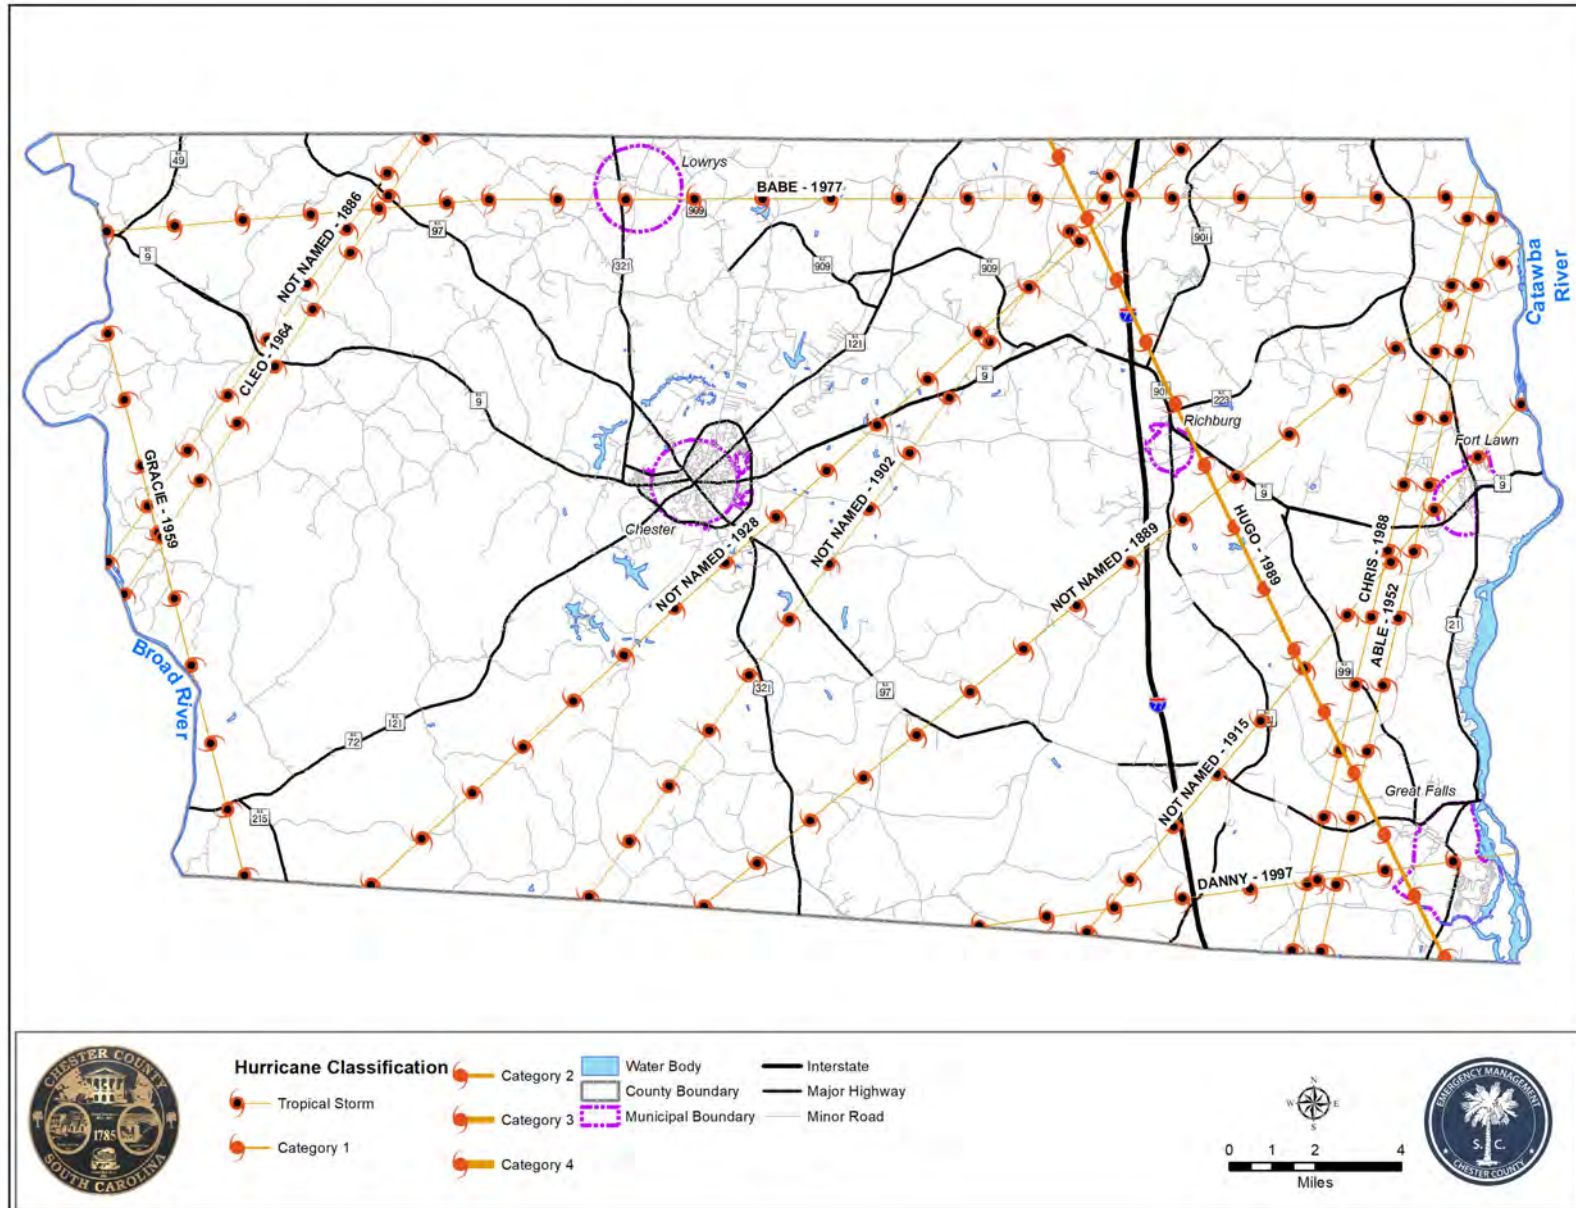 Lowrys
BABE - 1977
49
NOT NAMED - 1886
909
97
9
321
909
909
901
Catawba
River
77
CLEO - 1964
121
9
9
901
223
Richburg
Fort Lawn
GRACIE - 1959
NOT NAMED - 1902
9
9
Chester
NOT NAMED - 1928
NOT NAMED - 1889
HUGO - 1989
CHRIS - 1988
ABLE - 1952
21
Broad
River
99
321
97
77
121
72
NOT NAMED - 1915
Great Falls
215
DANNY - 1997
CHESTER COUNTY
1785
SOUTH CAROLINA
Hurricane Classification
Tropical Storm
Category 1
Category 2
Category 3
Category 4
Water Body
County Boundary
Municipal Boundary
Interstate
Major Highway
Minor Road
N
W E
S
0 1 2 4
Miles
EMERGENCY MANAGEMENT
S. C.
CHESTER COUNTY